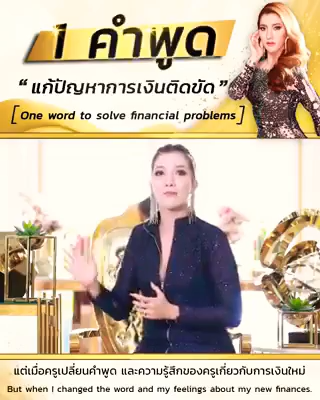 1 คำพูด
“ แก้ปัญหาการเงินติดขัด ”
[One word to solve financial problems]
แต่เมื่อครูเปลี่ยนคำพูด และความรู้สึกของครูเกี่ยวกับการเงินใหม่
But when I changed the word and my feelings about my new finances.